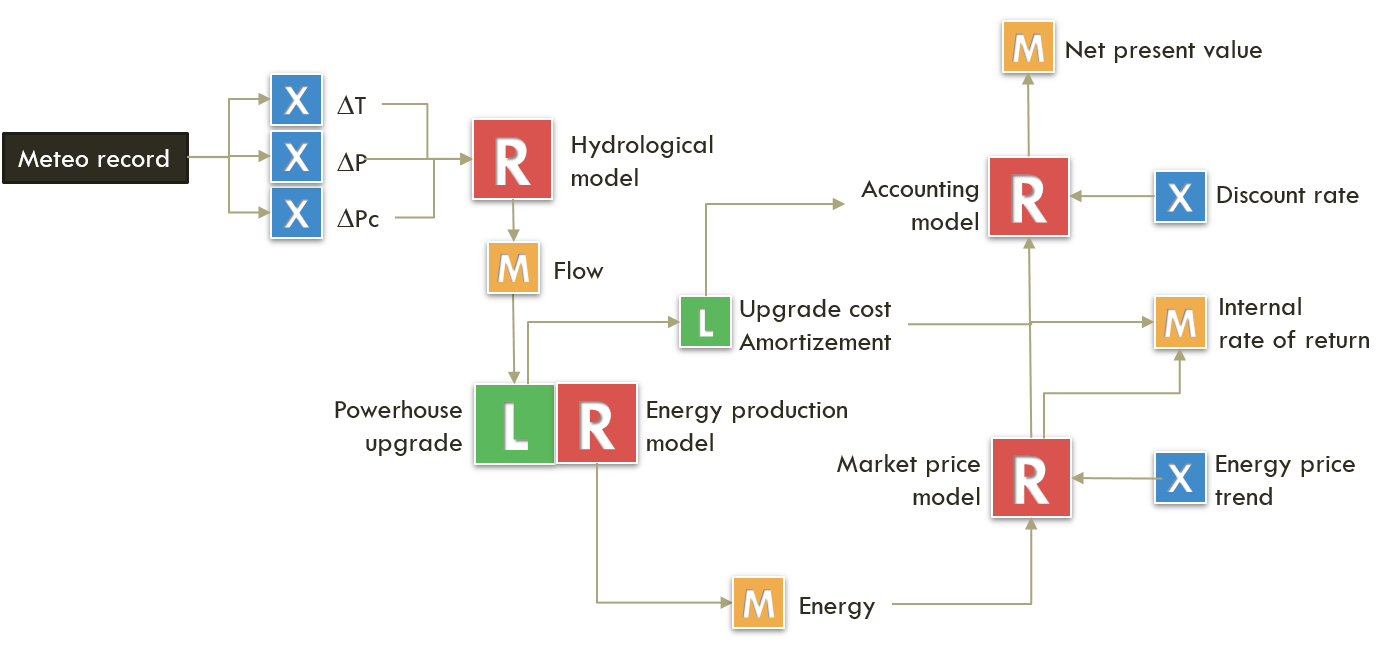 M
Net present value
X
ΔT
Meteo record
X
ΔP
X
ΔPc
R
Hydrological
model
Accounting
model
R
X
Discount rate
M
Flow
L
Upgrade cost
Amortizement
M
Internal
rate of return
Powerhouse
upgrade
L
R
Energy production
model
Market price
model
R
X
Energy price
trend
M
Energy